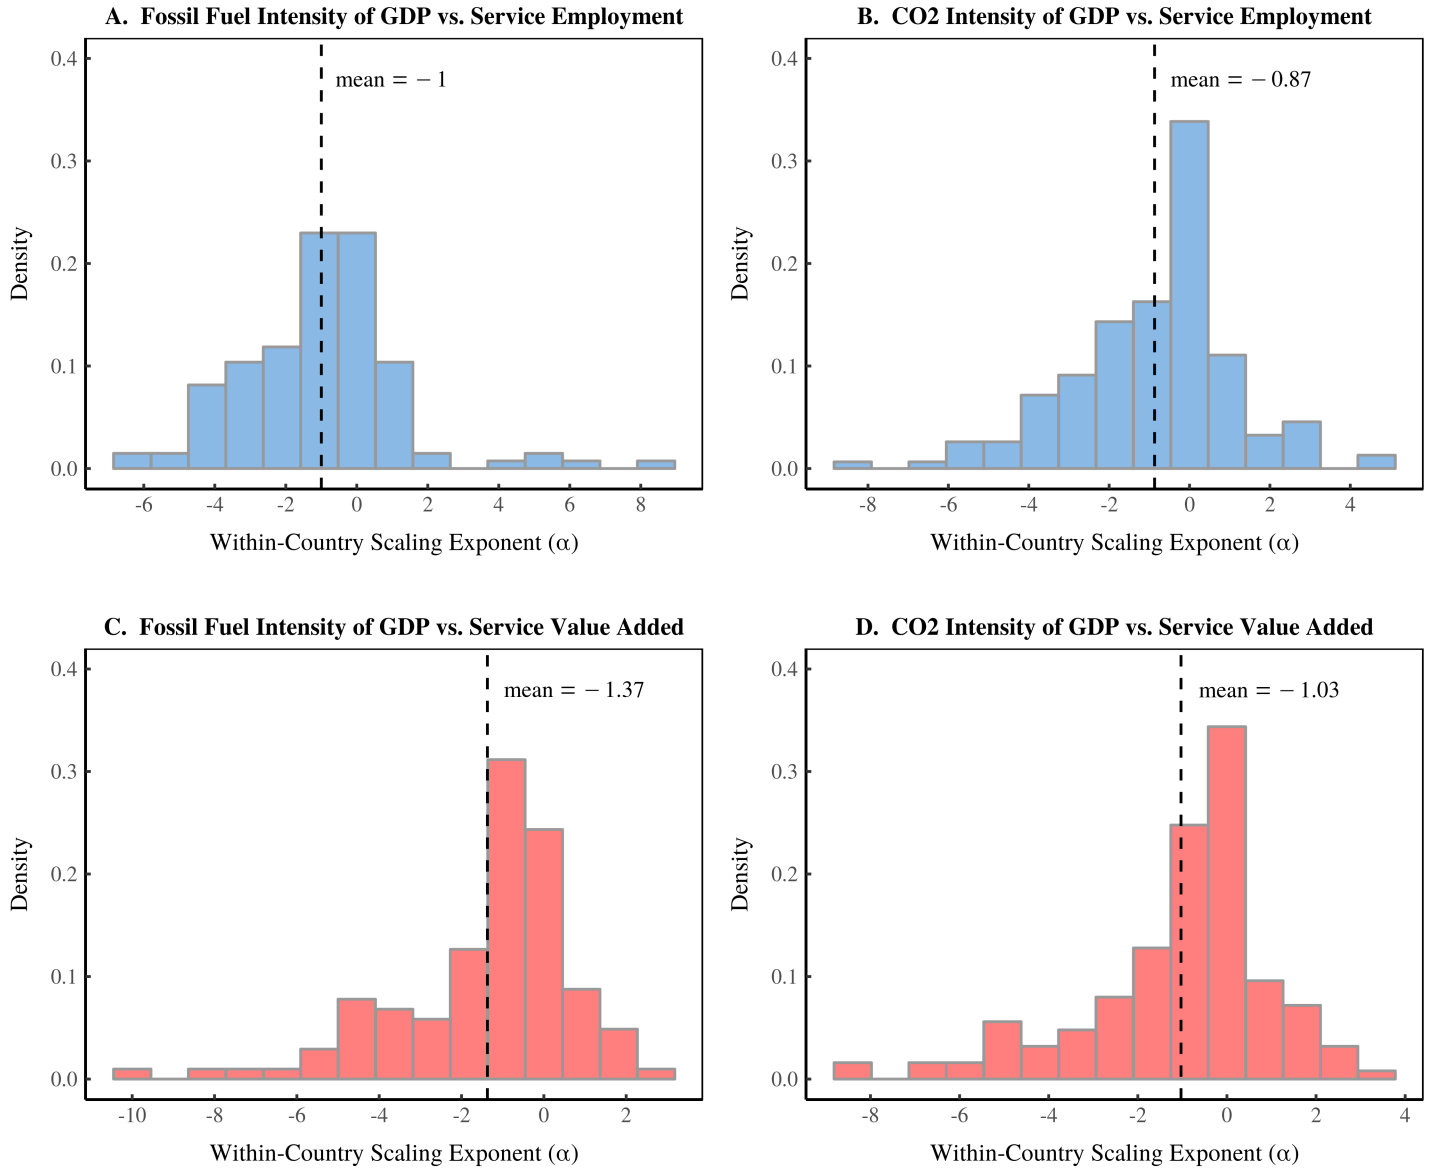 A. Fossil Fuel Intensity of GDP vs. Service Employment
0.4
0.3
0.2
0.1
0.0
Density
mean = − 1
-6 -4 -2 0 2 4 6 8
Within-Country Scaling Exponent (α)
B. CO2 Intensity of GDP vs. Service Employment
0.4
0.3
0.2
0.1
0.0
Density
mean = − 0.87
-8 -6 -4 -2 0 2 4
Within-Country Scaling Exponent (α)
C. Fossil Fuel Intensity of GDP vs. Service Value Added
0.4
0.3
0.2
0.1
0.0
Density
mean = − 1.37
-10 -8 -6 -4 -2 0 2
Within-Country Scaling Exponent (α)
D. CO2 Intensity of GDP vs. Service Value Added
0.4
0.3
0.2
0.1
0.0
Density
mean = − 1.03
-8 -6 -4 -2 0 2 4
Within-Country Scaling Exponent (α)